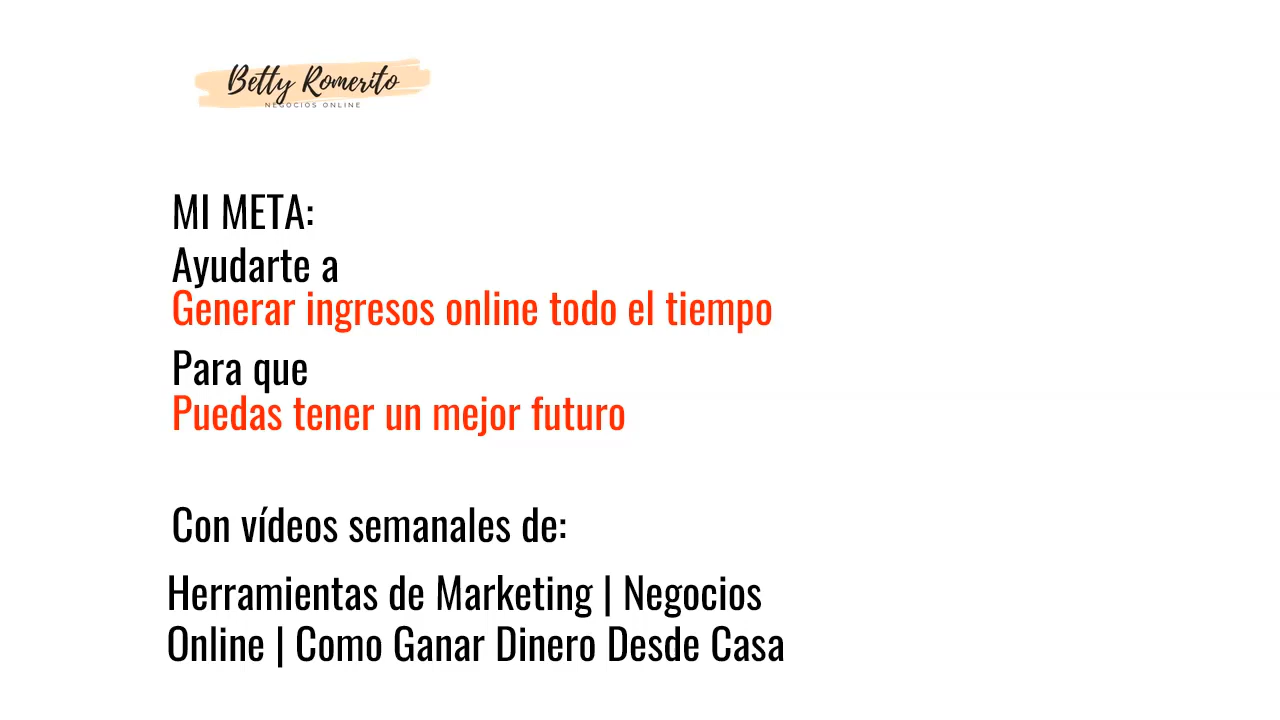 Betty Romerito
NEGOCIOS ONLINE
MI META:
Ayudarte a
Generar ingresos online todo el tiempo
Para que
Puedas tener un mejor futuro
Con vídeos semanales de:
Herramientas de Marketing | Negocios
Online | Como Ganar Dinero Desde Casa